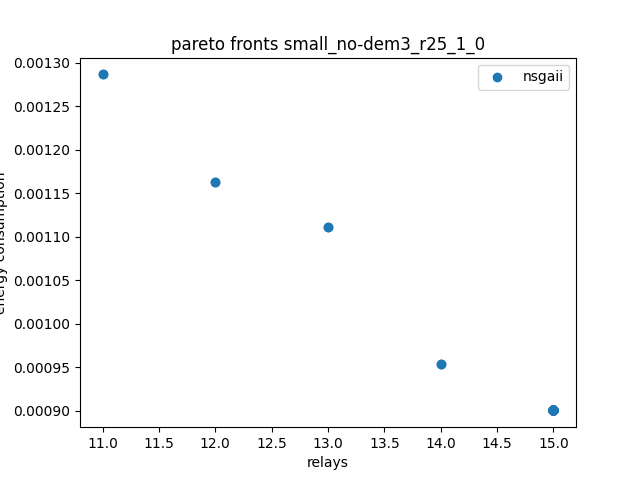 pareto fronts small_no-dem3_r25_1_0
nsgaii
0.00130
0.00125
0.00120
0.00115
0.00110
0.00105
0.00100
0.00095
0.00090
energy consumption
11.0 11.5 12.0 12.5 13.0 13.5 14.0 14.5 15.0
relays